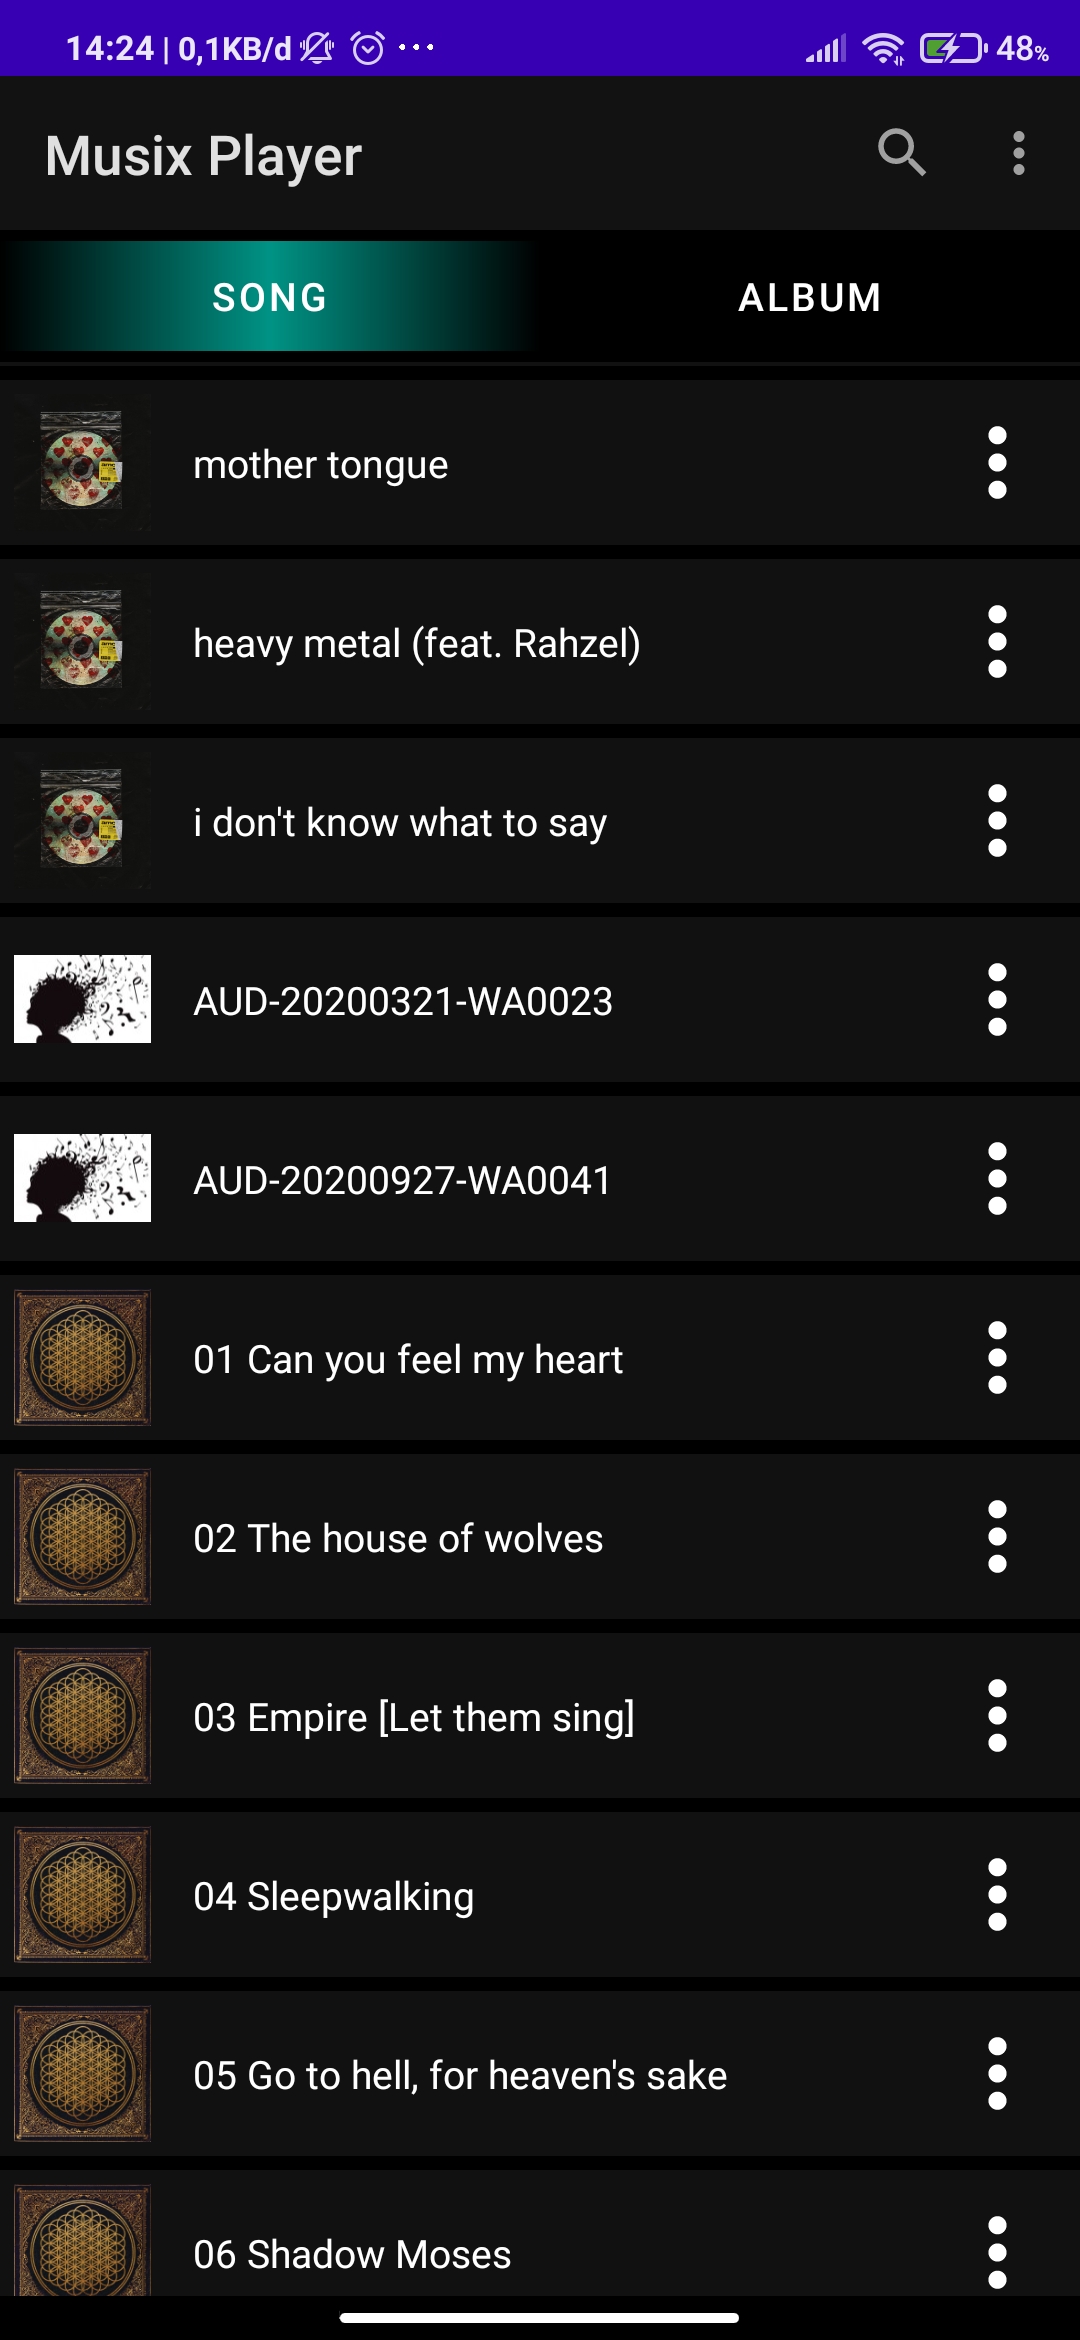 14:24 | 0,1KB/d
48%
Musix Player
SONG
ALBUM
mother tongue
heavy metal (feat. Rahzel)
i don't know what to say
AUD-20200321-WA0023
AUD-20200927-WA0041
01 Can you feel my heart
02 The house of wolves
03 Empire [Let them sing]
04 Sleepwalking
05 Go to hell, for heaven's sake
06 Shadow Moses